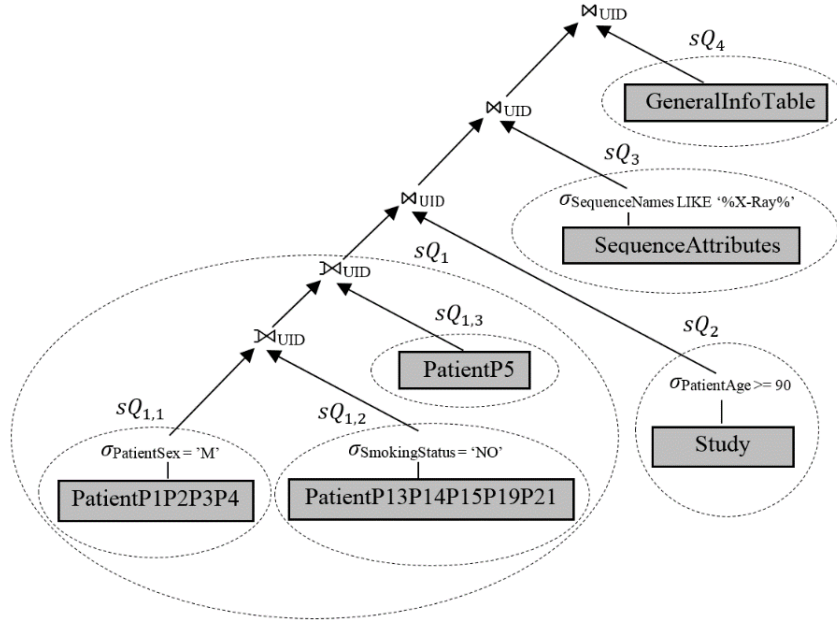 ⋈UID
sQ4
GeneralInfoTable
⋈UID
sQ3
σSequenceNames LIKE ‘%X-Ray%’
SequenceAttributes
⋈UID
sQ1
⟕UID
sQ1,3
PatientP5
sQ2
σPatientAge >= 90
Study
⟕UID
sQ1,1
σPatientSex = ’M’
PatientP1P2P3P4
sQ1,2
σSmokingStatus = ‘NO’
PatientP13P14P15P19P21